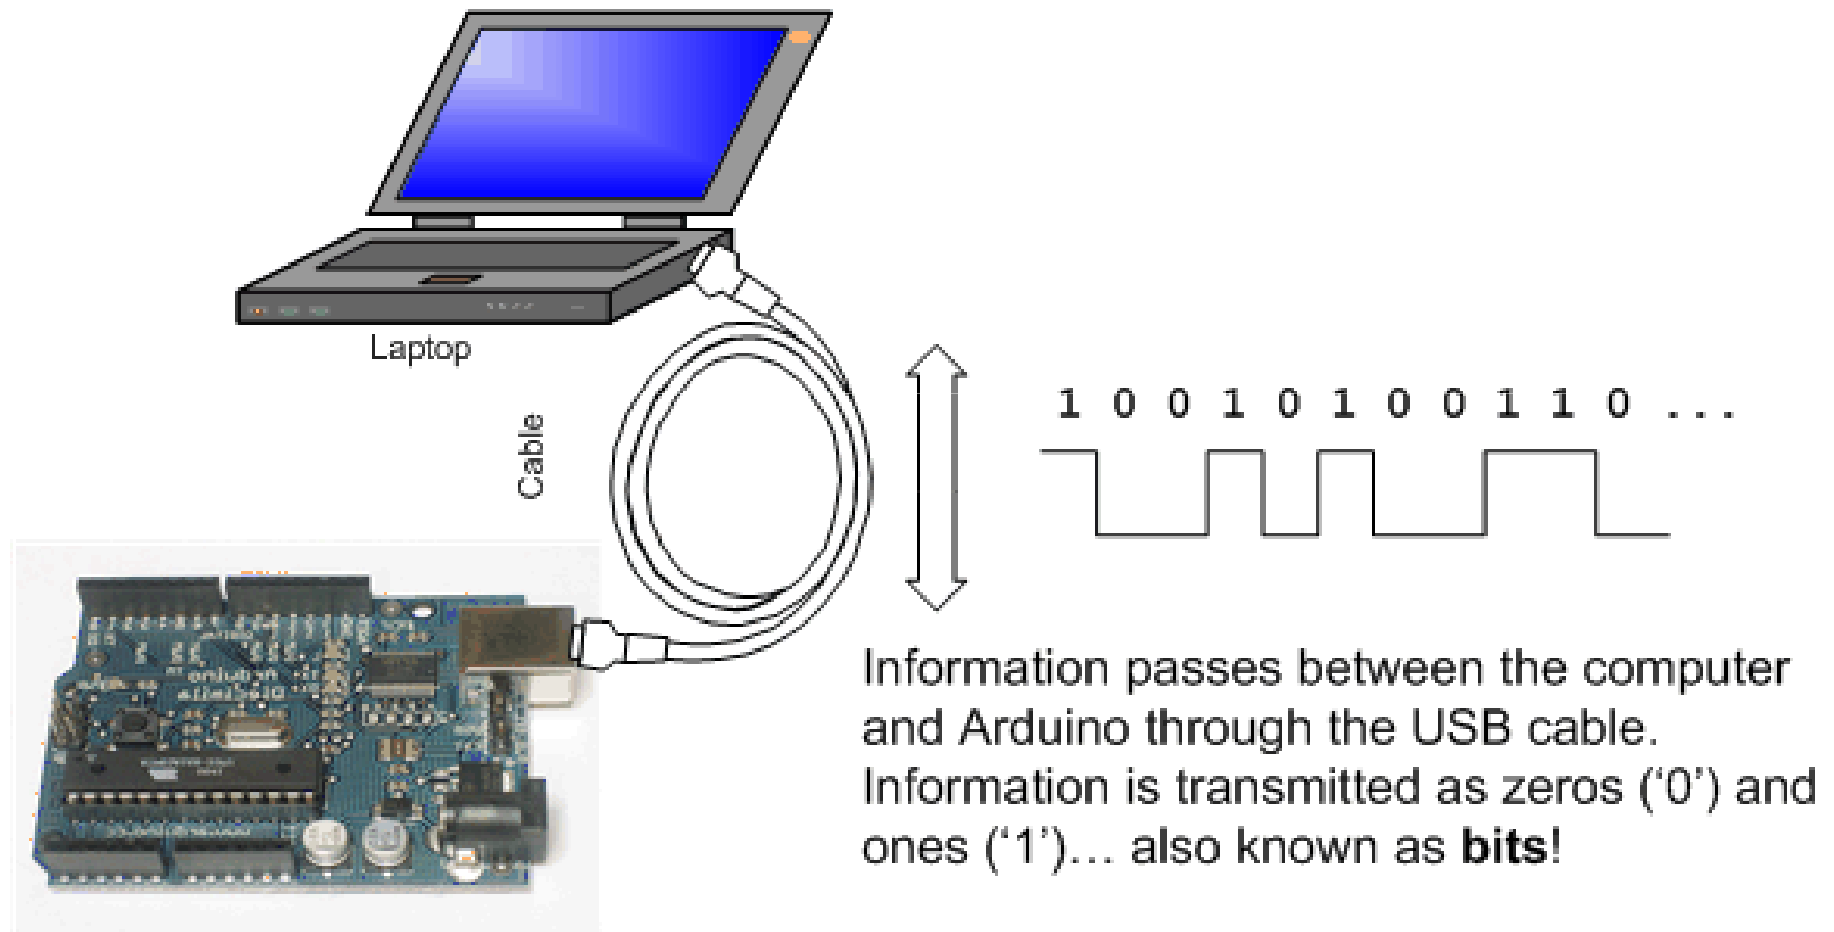 Laptop
Cable
1 0 0 1 0 1 0 0 1 1 0 ...
Information passes between the computer
and Arduino through the USB cable.
Information is transmitted as zeros (‘0’) and
ones (‘1’)... also known as bits!